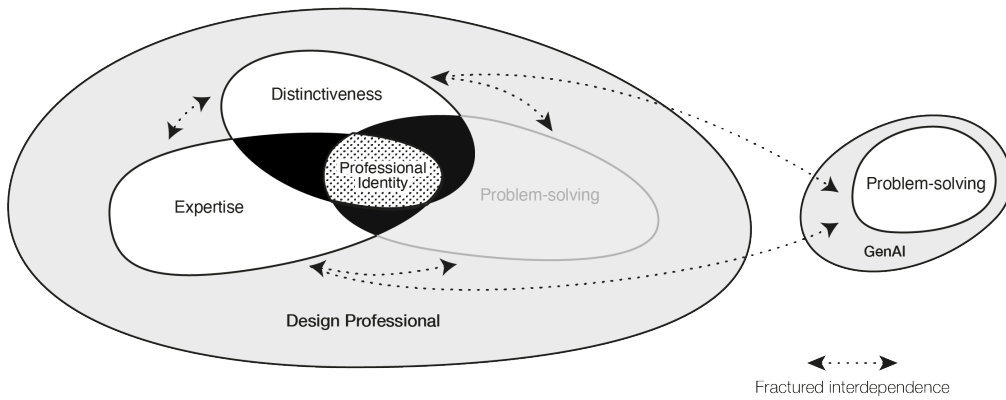 Distinctiveness
Professional
Identity
Problem-solving
Expertise
Design Professional
Problem-solving
GenAI
Fractured interdependence